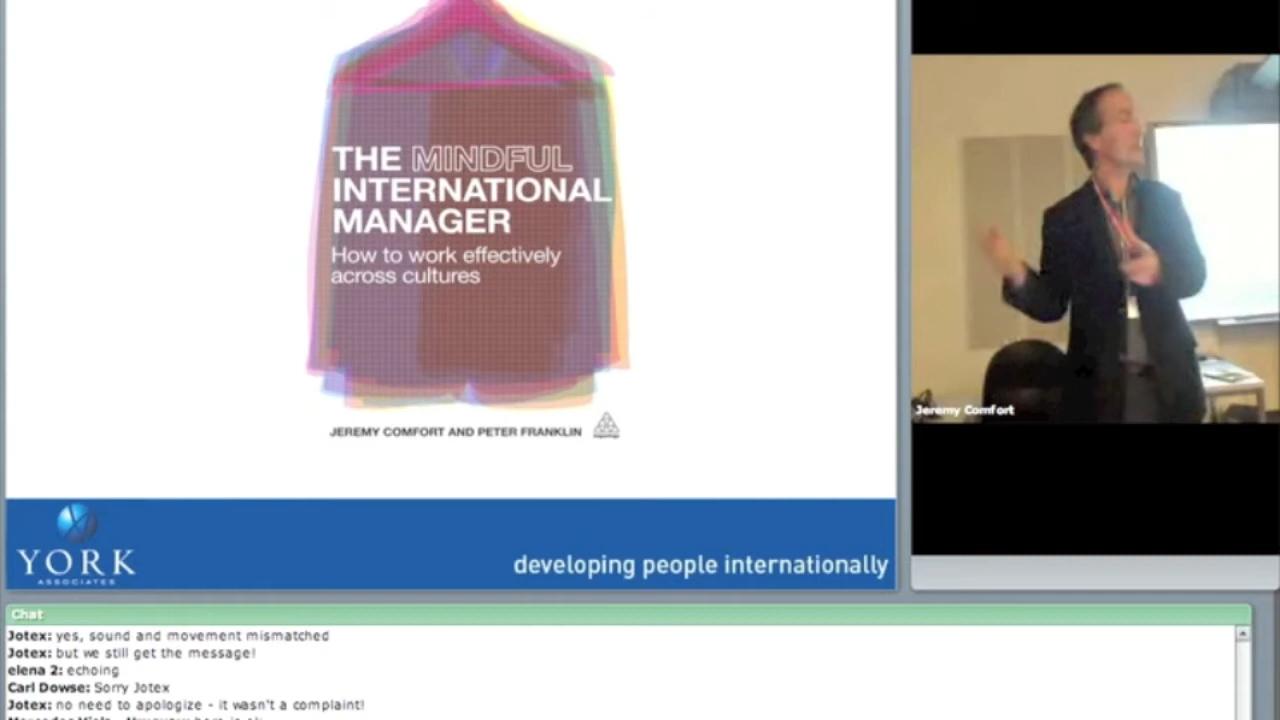 THE MINDFUL
INTERNATIONAL
MANAGER
How to work effectively
across cultures
JEREMY COMFORT AND PETER FRANKLIN
YORK
ASSOCIATES
developing people internationally
Jeremy Comfort
Chat
Jotex: yes, sound and movement mismatched
Jotex: but we still get the message!
elena 2: echoing
Carl Dowse: Sorry Jotex
Jotex: no need to apologize - it wasn't a complaint!